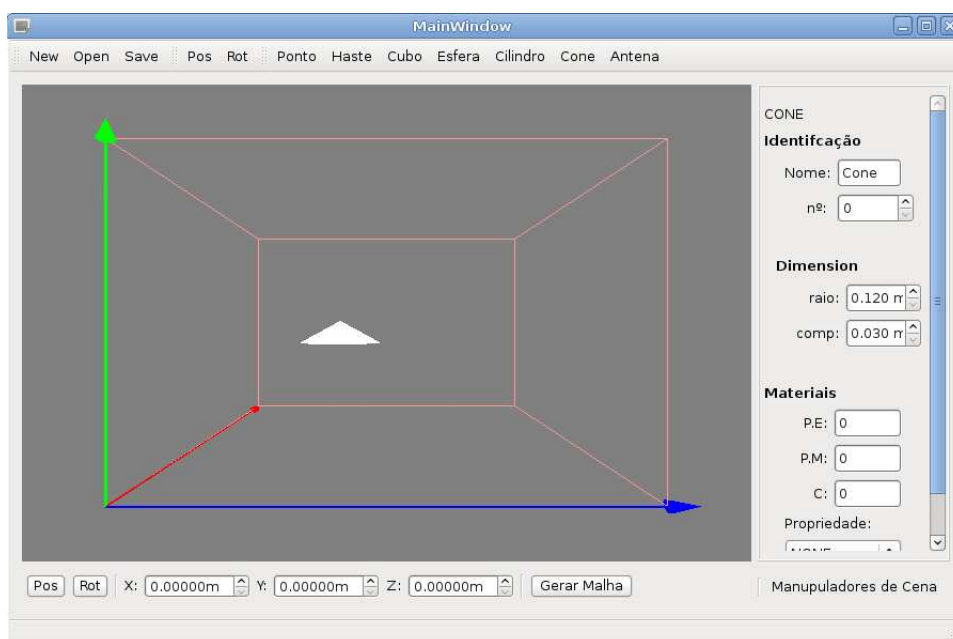 MainWindow
New Open Save Pos Rot Ponto Haste Cubo Esfera Cilindro Cone Antena
CONE
Identifcação
Nome: Cone
nº: 0
Dimension
raio: 0.120 m
comp: 0.030 m
Materiais
P.E: 0
P.M: 0
C: 0
Propriedade:
NONE
Pos Rot X: 0.00000m Y: 0.00000m Z: 0.00000m Gerar Malha Manupuladores de Cena